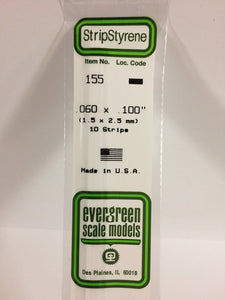 StripStyrene
Item No. Loc. Code
155
.060 x .100"
(1.5 x 2.5 mm)
10 Strips
Made in U.S.A.
evergreen
scale models
Des Plaines, IL 60018